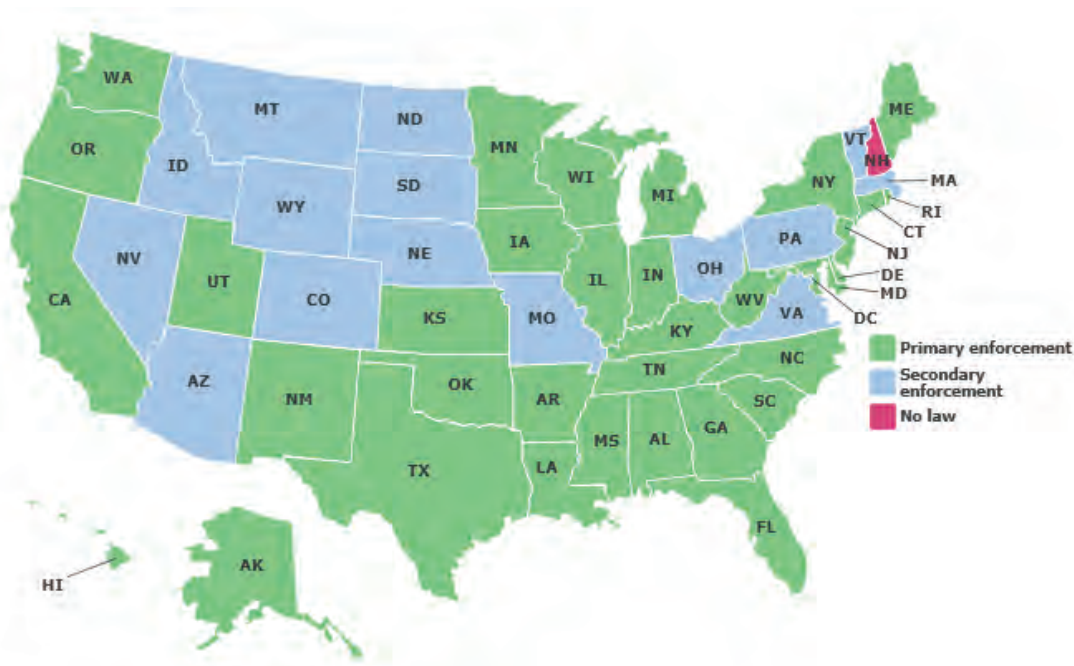 WA
MT
ND
MN
ME
VT
NH
OR
ID
SD
WI
MI
NY
MA
WY
RI
CT
NJ
NV
UT
NE
IA
PA
OH
IL
IN
DE
MD
DC
CA
CO
KS
MO
WV
VA
KY
Primary enforcement
Secondary
enforcement
No law
AZ
NM
OK
AR
TN
NC
SC
MS
AL
GA
TX
LA
FL
HI
AK